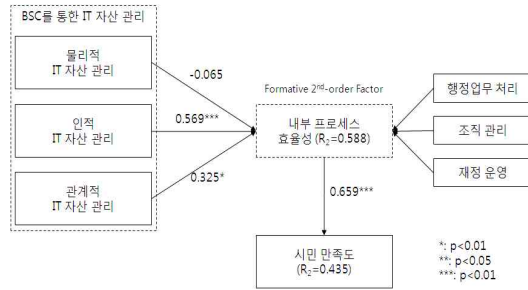 BSC를 통한 IT 자산 관리
물리적
IT 자산 관리
인적
IT 자산 관리
관계적
IT 자산 관리
-0.065
0.569***
0.325*
Formative 2nd-order Factor
내부 프로세스
효율성 (R2=0.588)
0.659***
시민 만족도
(R2=0.435)
행정업무 처리
조직 관리
재정 운영
*: p<0.01
**: p<0.05
***: p<0.01